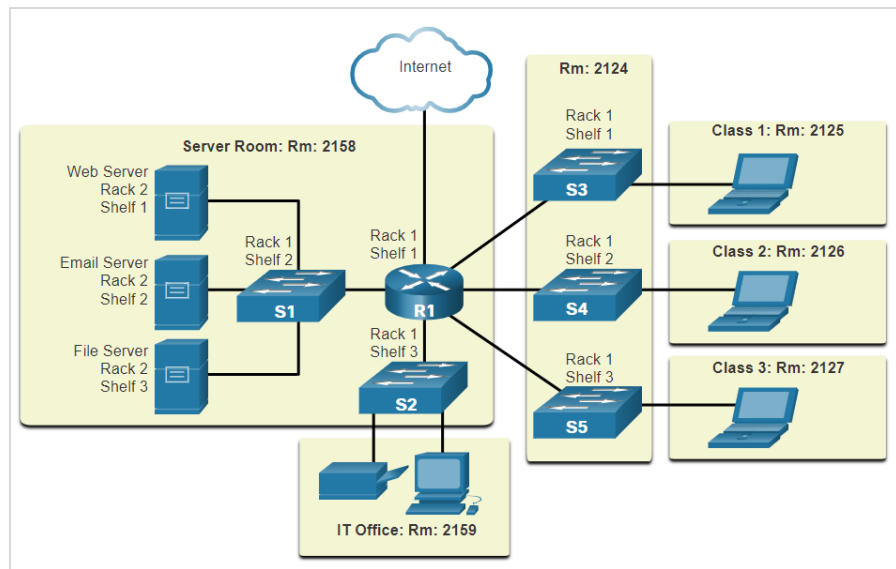 Internet
Rm: 2124
Rack 1
Shelf 1
S3
Class 1: Rm: 2125
Server Room: Rm: 2158
Web Server
Rack 2
Shelf 1
Rack 1
Shelf 2
S1
Rack 1
Shelf 1
R1
Email Server
Rack 2
Shelf 2
Rack 1
Shelf 2
S4
Class 2: Rm: 2126
File Server
Rack 2
Shelf 3
Rack 1
Shelf 3
S2
Rack 1
Shelf 3
S5
Class 3: Rm: 2127
IT Office: Rm: 2159